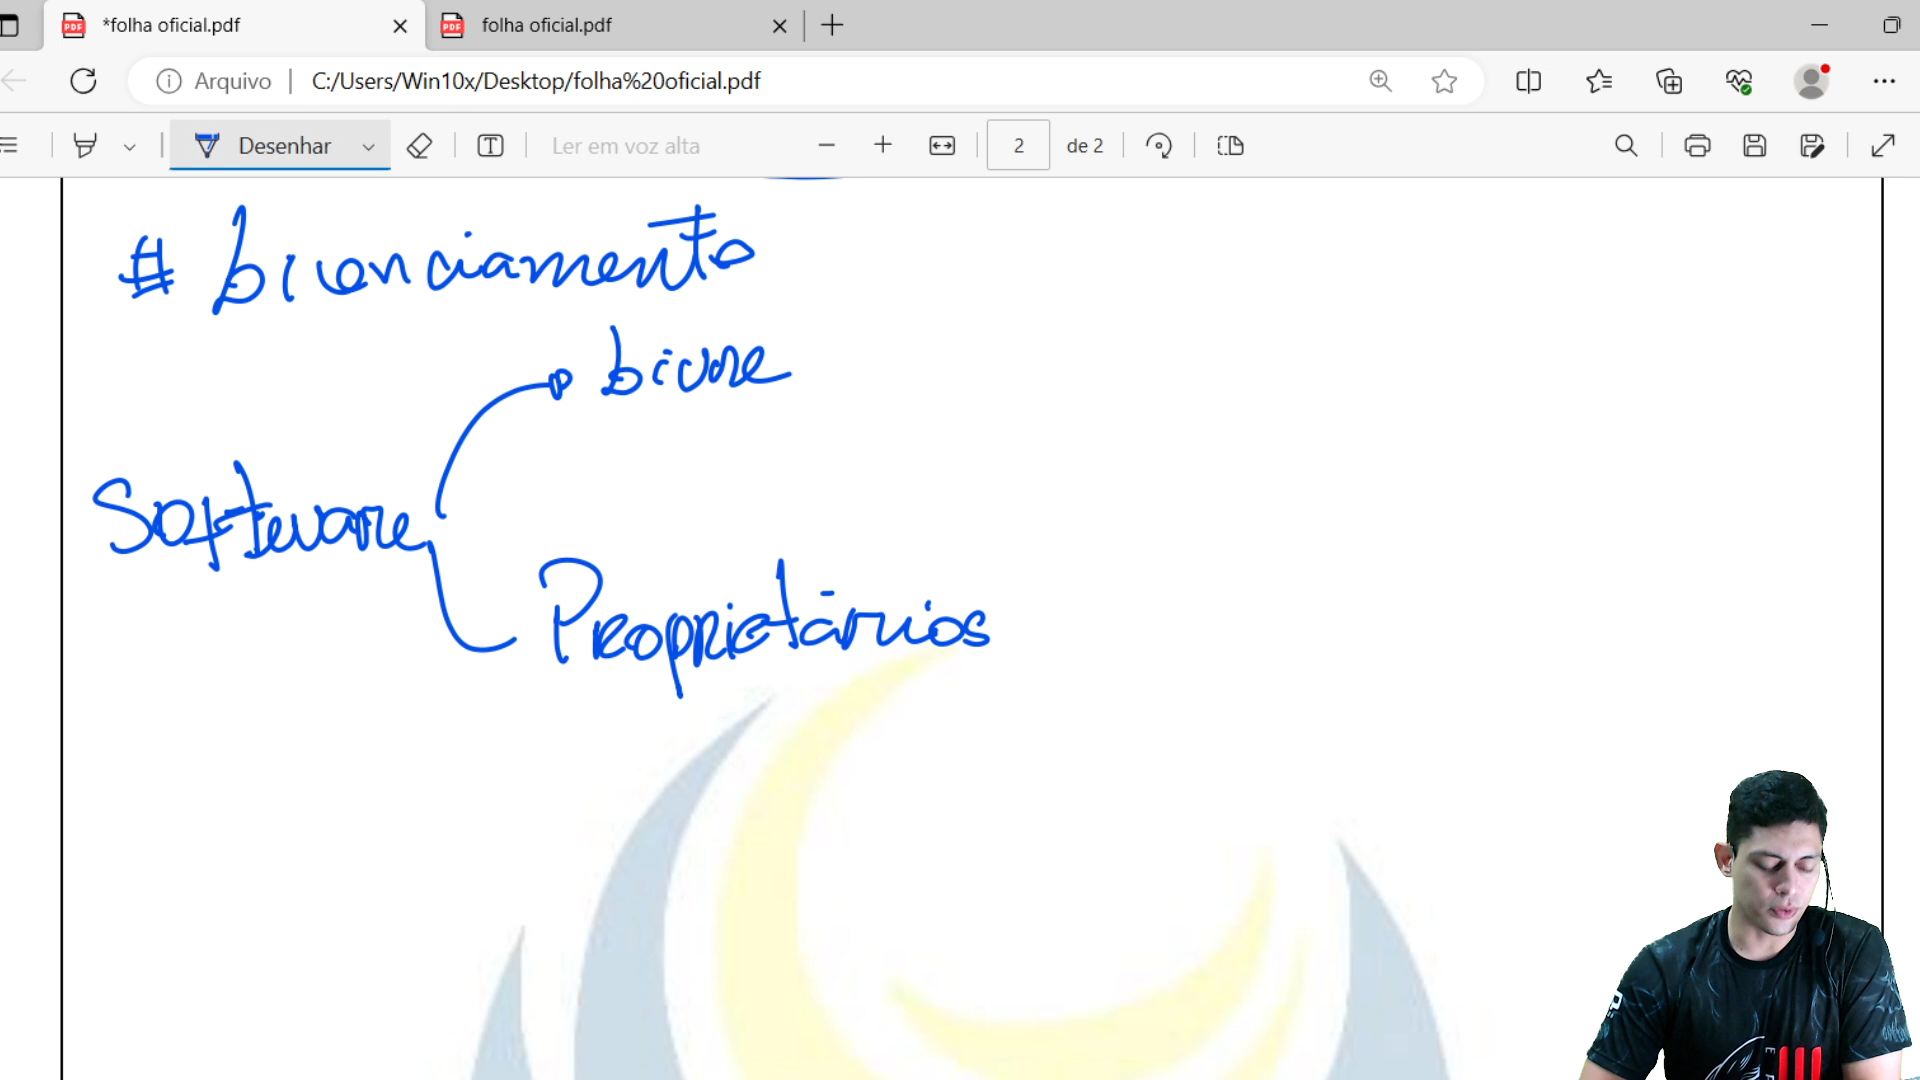 *folha oficial.pdf
folha oficial.pdf
Arquivo
C:/Users/Win10x/Desktop/folha%20oficial.pdf
Desenhar
Ler em voz alta
2
de 2
# Licenciamento
Livre
Software
Proprietários